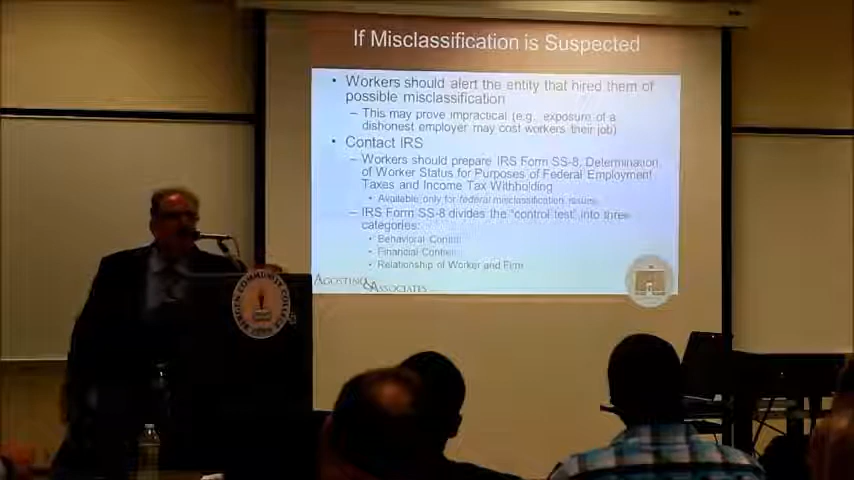 If Misclassification is Suspected
• Workers should alert the entity that hired them of
possible misclassification
– This may prove impractical (e.g. exposure of a
dishonest employer may cost workers their job)
• Contact IRS
– Workers should prepare IRS Form SS-8, Determination
of Worker Status for Purposes of Federal Employment
Taxes and Income Tax Withholding
• Available only for federal misclassification issues
– IRS Form SS-8 divides the "control test" into three
categories:
• Behavioral Control
• Financial Control
• Relationship of Worker and Firm
AGOSTINO
& ASSOCIATES
BERGEN COMMUNITY COLLEGE